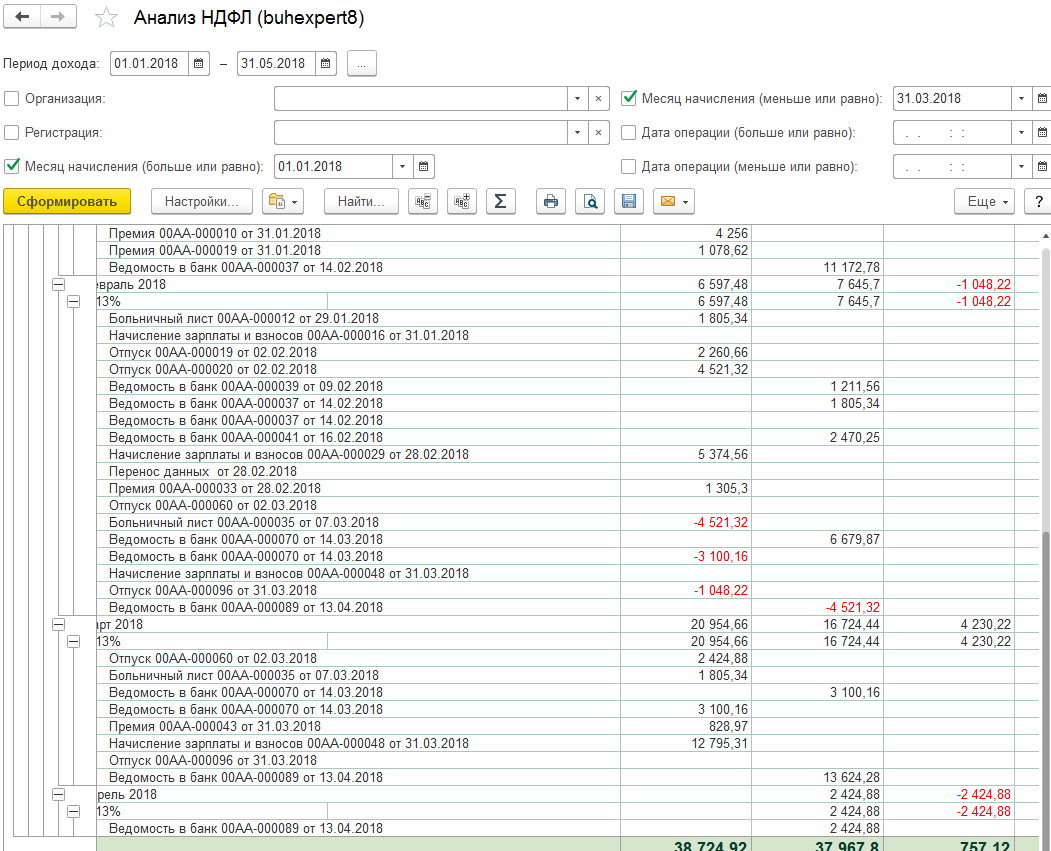 Анализ НДФЛ (buhexpert8)
Период дохода: 01.01.2018 – 31.05.2018 ...
Организация: Месяц начисления (меньше или равно): 31.03.2018
Регистрация: Дата операции (больше или равно): . . : :
Месяц начисления (больше или равно): 01.01.2018 Дата операции (меньше или равно): . . : :
Сформировать Настройки... Найти... Σ Еще ?
Премия 00АА-000010 от 31.01.2018 4 256
Премия 00АА-000019 от 31.01.2018 1 078,62
Ведомость в банк 00АА-000037 от 14.02.2018 11 172,78
евраль 2018 6 597,48 7 645,7 -1 048,22
13% 6 597,48 7 645,7 -1 048,22
Больничный лист 00АА-000012 от 29.01.2018 1 805,34
Начисление зарплаты и взносов 00АА-000016 от 31.01.2018
Отпуск 00АА-000019 от 02.02.2018 2 260,66
Отпуск 00АА-000020 от 02.02.2018 4 521,32
Ведомость в банк 00АА-000039 от 09.02.2018 1 211,56
Ведомость в банк 00АА-000037 от 14.02.2018 1 805,34
Ведомость в банк 00АА-000037 от 14.02.2018
Ведомость в банк 00АА-000041 от 16.02.2018 2 470,25
Начисление зарплаты и взносов 00АА-000029 от 28.02.2018 5 374,56
Перенос данных от 28.02.2018
Премия 00АА-000033 от 28.02.2018 1 305,3
Отпуск 00АА-000060 от 02.03.2018
Больничный лист 00АА-000035 от 07.03.2018 -4 521,32
Ведомость в банк 00АА-000070 от 14.03.2018 6 679,87
Ведомость в банк 00АА-000070 от 14.03.2018 -3 100,16
Начисление зарплаты и взносов 00АА-000048 от 31.03.2018
Отпуск 00АА-000096 от 31.03.2018 -1 048,22
Ведомость в банк 00АА-000089 от 13.04.2018 -4 521,32
арт 2018 20 954,66 16 724,44 4 230,22
13% 20 954,66 16 724,44 4 230,22
Отпуск 00АА-000060 от 02.03.2018 2 424,88
Больничный лист 00АА-000035 от 07.03.2018 1 805,34
Ведомость в банк 00АА-000070 от 14.03.2018 3 100,16
Ведомость в банк 00АА-000070 от 14.03.2018 3 100,16
Премия 00АА-000043 от 31.03.2018 828,97
Начисление зарплаты и взносов 00АА-000048 от 31.03.2018 12 795,31
Отпуск 00АА-000096 от 31.03.2018
Ведомость в банк 00АА-000089 от 13.04.2018 13 624,28
рель 2018 2 424,88 -2 424,88
13% 2 424,88 -2 424,88
Ведомость в банк 00АА-000089 от 13.04.2018 2 424,88
38 724,92 37 967,8 757,12